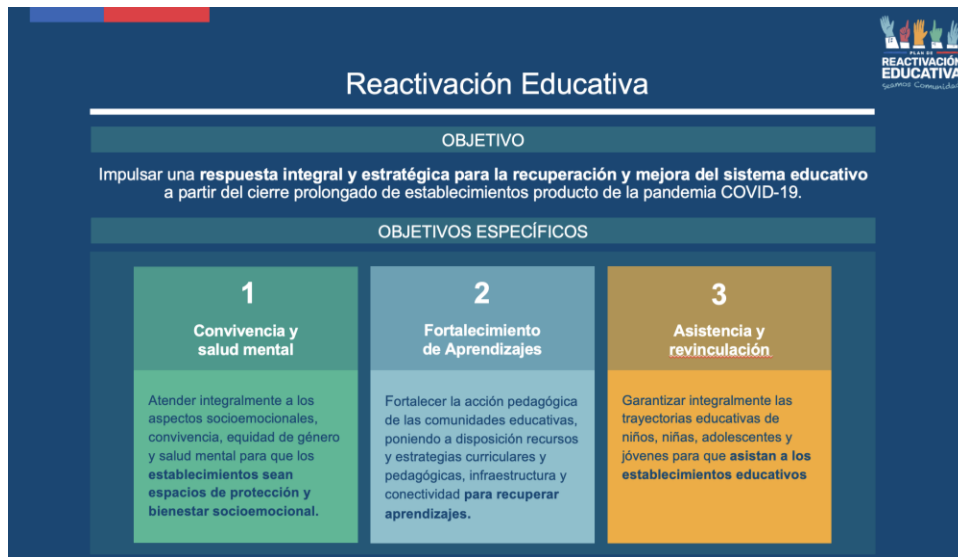 PLAN DE
REACTIVACIÓN
EDUCATIVA
Seamos Comunidad
Reactivación Educativa
OBJETIVO
Impulsar una respuesta integral y estratégica para la recuperación y mejora del sistema educativo
a partir del cierre prolongado de establecimientos producto de la pandemia COVID-19.
OBJETIVOS ESPECÍFICOS
1
Convivencia y
salud mental
Atender integralmente a los
aspectos socioemocionales,
convivencia, equidad de género
y salud mental para que los
establecimientos sean
espacios de protección y
bienestar socioemocional.
2
Fortalecimiento
de Aprendizajes
Fortalecer la acción pedagógica
de las comunidades educativas,
poniendo a disposición recursos
y estrategias curriculares y
pedagógicas, infraestructura y
conectividad para recuperar
aprendizajes.
3
Asistencia y
revinculación
Garantizar integralmente las
trayectorias educativas de
niños, niñas, adolescentes y
jóvenes para que asistan a los
establecimientos educativos